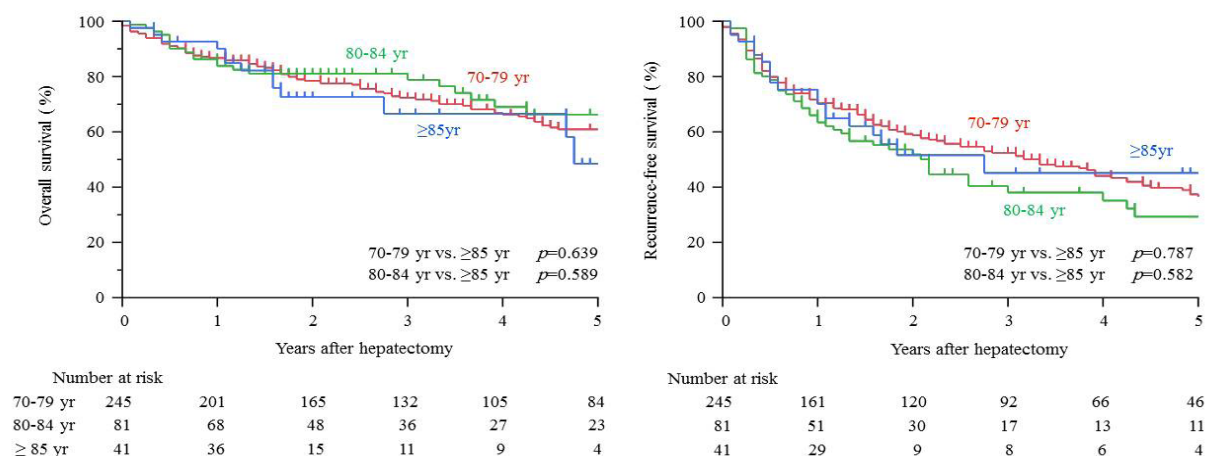 100
80
60
40
20
0
Overall survival (%)
80-84 yr
70-79 yr
≥85yr
70-79 yr vs. ≥85 yr p=0.639
80-84 yr vs. ≥85 yr p=0.589
0 1 2 3 4 5
Years after hepatectomy
Number at risk
70-79 yr 245 201 165 132 105 84
80-84 yr 81 68 48 36 27 23
≥ 85 yr 41 36 15 11 9 4
100
80
60
40
20
0
Recurrence-free survival (%)
70-79 yr
≥85yr
80-84 yr
70-79 yr vs. ≥85 yr p=0.787
80-84 yr vs. ≥85 yr p=0.582
0 1 2 3 4 5
Years after hepatectomy
Number at risk
245 161 120 92 66 46
81 51 30 17 13 11
41 29 9 8 6 4